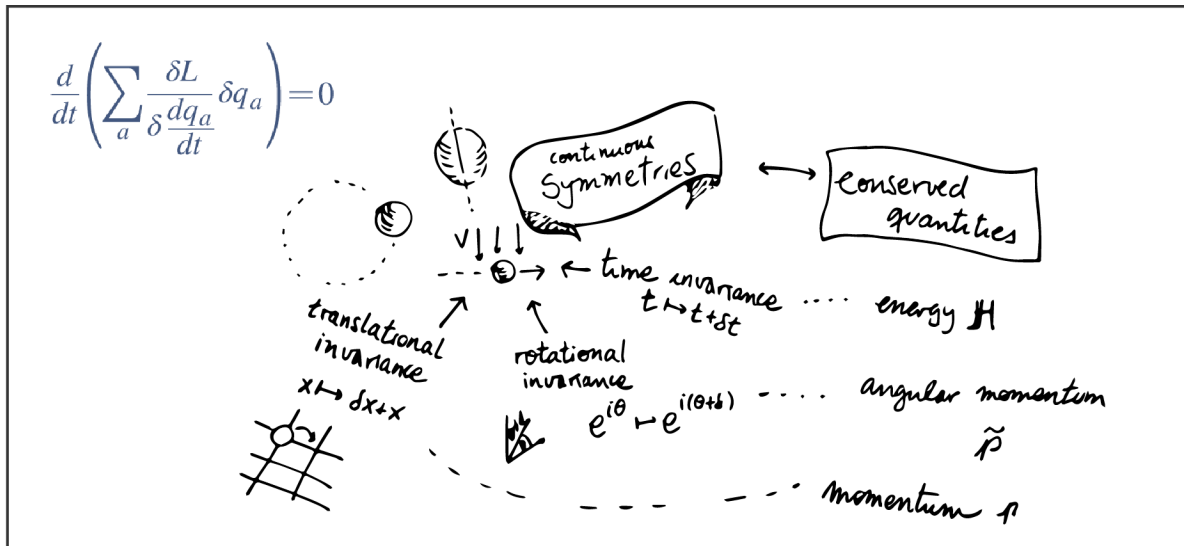 d/dt (∑_a δL/(δ dq_a/dt) δq_a) = 0
continuous
symmetries
conserved
quantities
V
time invariance
t ↦ t+δt
energy H
translational
invariance
x ↦ δx+x
rotational
invariance
e^{iθ} ↦ e^{i(θ+δ)}
angular momentum
p̃
momentum p